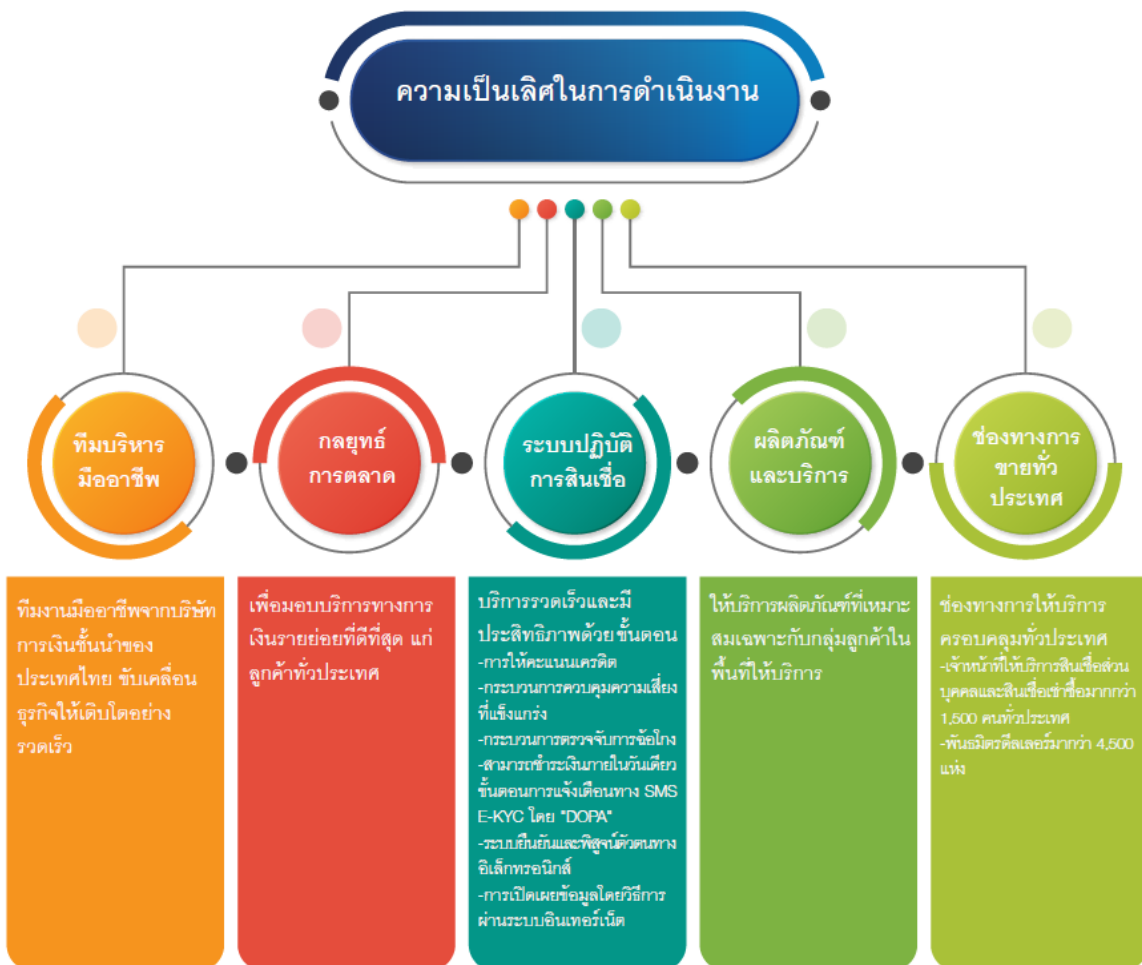 ความเป็นเลิศในการดำเนินงาน
ทีมบริหาร
มืออาชีพ
กลยุทธ์
การตลาด
ระบบปฏิบัติ
การสินเชื่อ
ผลิตภัณฑ์
และบริการ
ช่องทางการ
ขายทั่ว
ประเทศ
ทีมงานมืออาชีพจากบริษัท
การเงินชั้นนำของ
ประเทศไทย ขับเคลื่อน
ธุรกิจให้เติบโตอย่าง
รวดเร็ว
เพื่อมอบบริการทางการ
เงินรายย่อยที่ดีที่สุด แก่
ลูกค้าทั่วประเทศ
บริการรวดเร็วและมี
ประสิทธิภาพด้วยขั้นตอน
-การให้คะแนนเครดิต
-กระบวนการควบคุมความเสี่ยง
ที่แข็งแกร่ง
-กระบวนการตรวจจับการฉ้อโกง
-สามารถชำระเงินภายในวันเดียว
ขั้นตอนการแจ้งเตือนทาง SMS
E-KYC โดย "DOPA"
-ระบบยืนยันและพิสูจน์ตัวตนทาง
อิเล็กทรอนิกส์
-การเปิดเผยข้อมูลโดยวิธีการ
ผ่านระบบอินเทอร์เน็ต
ให้บริการผลิตภัณฑ์ที่เหมาะ
สมเฉพาะกับกลุ่มลูกค้าใน
พื้นที่ให้บริการ
ช่องทางการให้บริการ
ครอบคลุมทั่วประเทศ
-เจ้าหน้าที่ให้บริการสินเชื่อส่วน
บุคคลและสินเชื่อเช่าซื้อมากกว่า
1,500 คนทั่วประเทศ
-พันธมิตรดีลเลอร์มากว่า 4,500
แห่ง